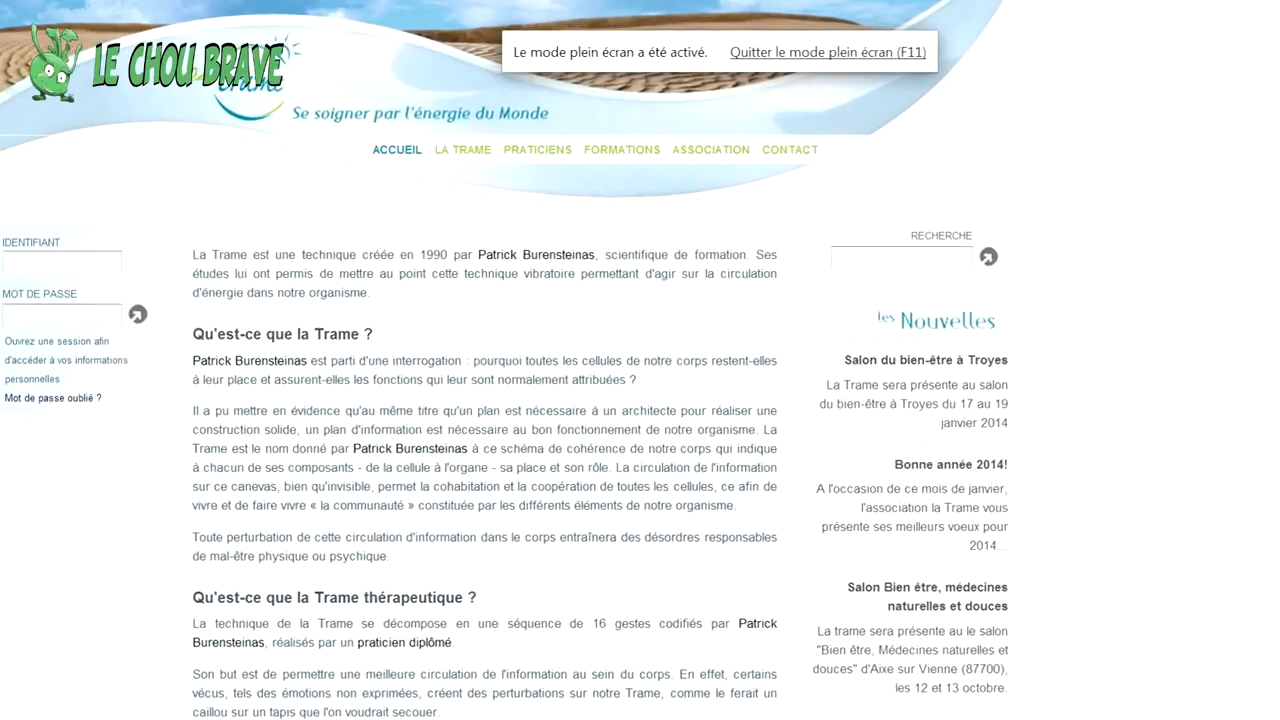 LE CHOU BRAVE
Le mode plein écran a été activé. Quitter le mode plein écran (F11)
Se soigner par l'énergie du Monde
ACCUEIL LA TRAME PRATICIENS FORMATIONS ASSOCIATION CONTACT
IDENTIFIANT
MOT DE PASSE
Ouvrez une session afin
d'accéder à vos informations
personnelles
Mot de passe oublié ?
La Trame est une technique créée en 1990 par Patrick Burensteinas, scientifique de formation. Ses
études lui ont permis de mettre au point cette technique vibratoire permettant d'agir sur la circulation
d'énergie dans notre organisme.
Qu'est-ce que la Trame ?
Patrick Burensteinas est parti d'une interrogation : pourquoi toutes les cellules de notre corps restent-elles
à leur place et assurent-elles les fonctions qui leur sont normalement attribuées ?
Il a pu mettre en évidence qu'au même titre qu'un plan est nécessaire à un architecte pour réaliser une
construction solide, un plan d'information est nécessaire au bon fonctionnement de notre organisme. La
Trame est le nom donné par Patrick Burensteinas à ce schéma de cohérence de notre corps qui indique
à chacun de ses composants - de la cellule à l'organe - sa place et son rôle. La circulation de l'information
sur ce canevas, bien qu'invisible, permet la cohabitation et la coopération de toutes les cellules, ce afin de
vivre et de faire vivre « la communauté » constituée par les différents éléments de notre organisme.
Toute perturbation de cette circulation d'information dans le corps entraînera des désordres responsables
de mal-être physique ou psychique.
Qu'est-ce que la Trame thérapeutique ?
La technique de la Trame se décompose en une séquence de 16 gestes codifiés par Patrick
Burensteinas, réalisés par un praticien diplômé.
Son but est de permettre une meilleure circulation de l'information au sein du corps. En effet, certains
vécus, tels des émotions non exprimées, créent des perturbations sur notre Trame, comme le ferait un
caillou sur un tapis que l'on voudrait secouer.
RECHERCHE
les Nouvelles
Salon du bien-être à Troyes
La Trame sera présente au salon
du bien-être à Troyes du 17 au 19
janvier 2014
Bonne année 2014!
A l'occasion de ce mois de janvier,
l'association la Trame vous
présente ses meilleurs voeux pour
2014...
Salon Bien être, médecines
naturelles et douces
La trame sera présente au le salon
"Bien être, Médecines naturelles et
douces" d'Aixe sur Vienne (87700),
les 12 et 13 octobre.